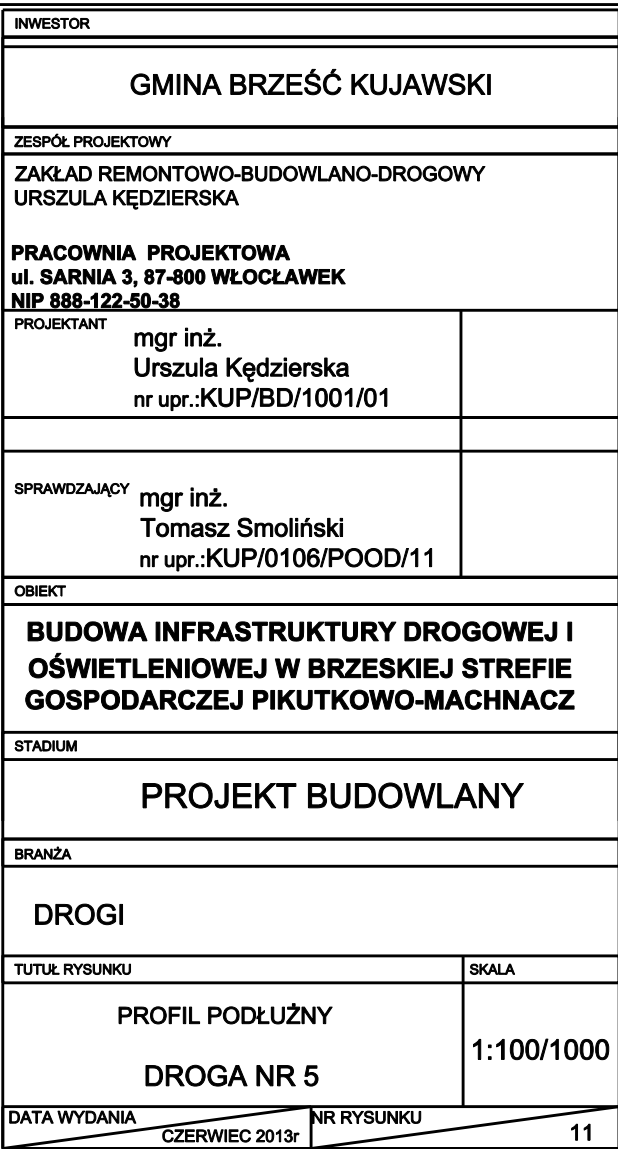 INWESTOR
GMINA BRZEŚĆ KUJAWSKI
ZESPÓŁ PROJEKTOWY
ZAKŁAD REMONTOWO-BUDOWLANO-DROGOWY
URSZULA KĘDZIERSKA
PRACOWNIA PROJEKTOWA
ul. SARNIA 3, 87-800 WŁOCŁAWEK
NIP 888-122-50-38
PROJEKTANT
mgr inż.
Urszula Kędzierska
nr upr.:KUP/BD/1001/01
SPRAWDZAJĄCY
mgr inż.
Tomasz Smoliński
nr upr.:KUP/0106/POOD/11
OBIEKT
BUDOWA INFRASTRUKTURY DROGOWEJ I
OŚWIETLENIOWEJ W BRZESKIEJ STREFIE
GOSPODARCZEJ PIKUTKOWO-MACHNACZ
STADIUM
PROJEKT BUDOWLANY
BRANŻA
DROGI
TUTUŁ RYSUNKU
PROFIL PODŁUŻNY
DROGA NR 5
SKALA
1:100/1000
DATA WYDANIA
CZERWIEC 2013r
NR RYSUNKU
11